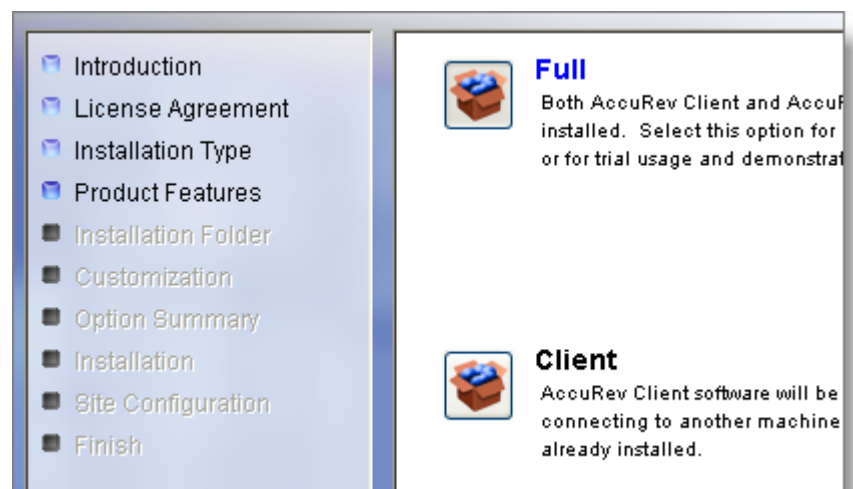 Introduction
License Agreement
Installation Type
Product Features
Installation Folder
Customization
Option Summary
Installation
Site Configuration
Finish
Full
Both AccuRev Client and
installed. Select this option for
or for trial usage and
Client
AccuRev Client software will be
connecting to another machine
already installed.